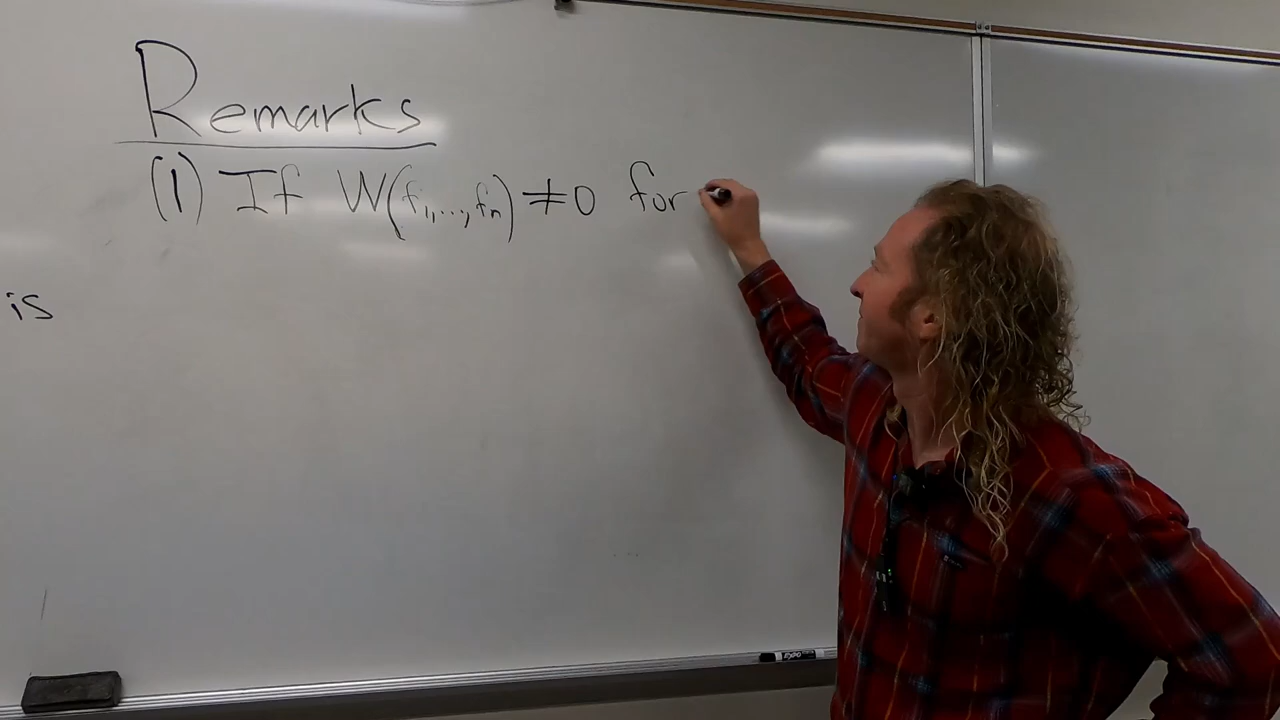 Remarks
(1) If W(f₁,...,fₙ) ≠ 0 for
is